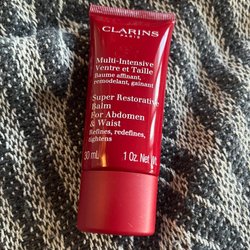 CLARINS
PARIS
Multi-Intensive
Ventre et Taille
Baume affinant,
remodelant, gainant
Super Restorative
Balm
For Abdomen
& Waist
Refines, redefines,
tightens
30 mL 1 Oz. Net